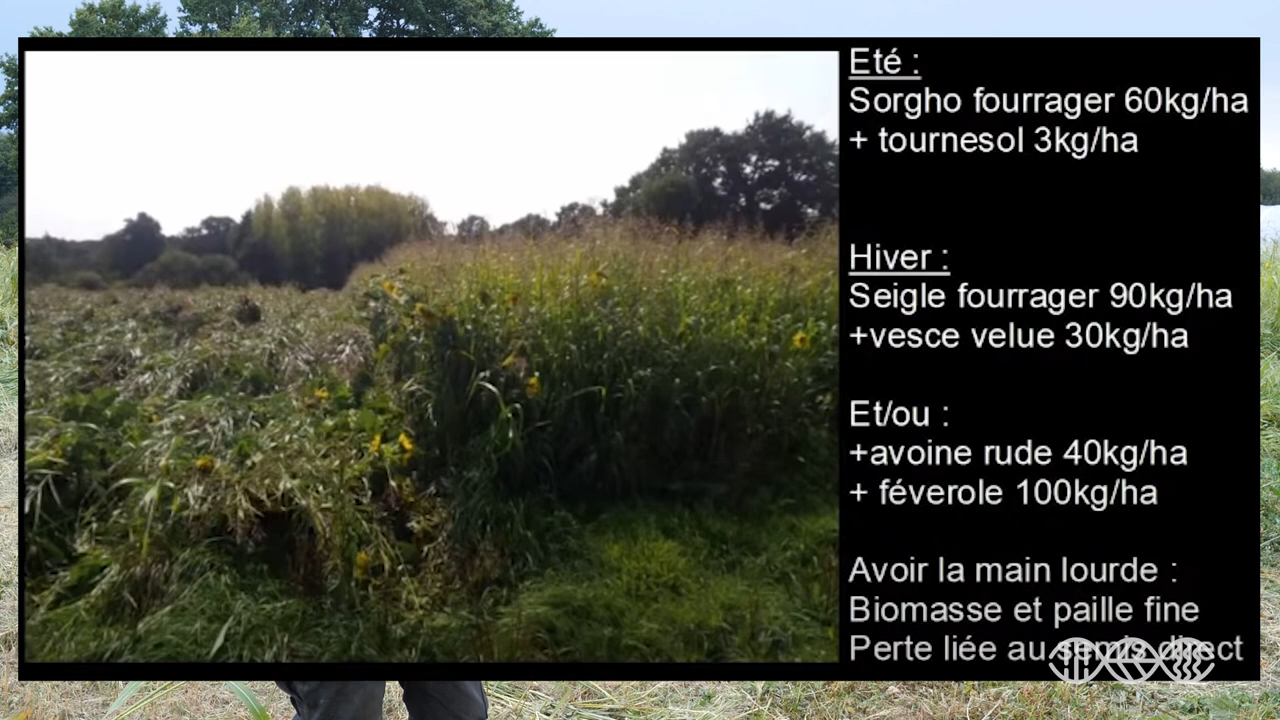 Eté :
Sorgho fourrager 60kg/ha
+ tournesol 3kg/ha
Hiver :
Seigle fourrager 90kg/ha
+vesce velue 30kg/ha
Et/ou :
+avoine rude 40kg/ha
+ féverole 100kg/ha
Avoir la main lourde :
Biomasse et paille fine
Perte liée au semis direct